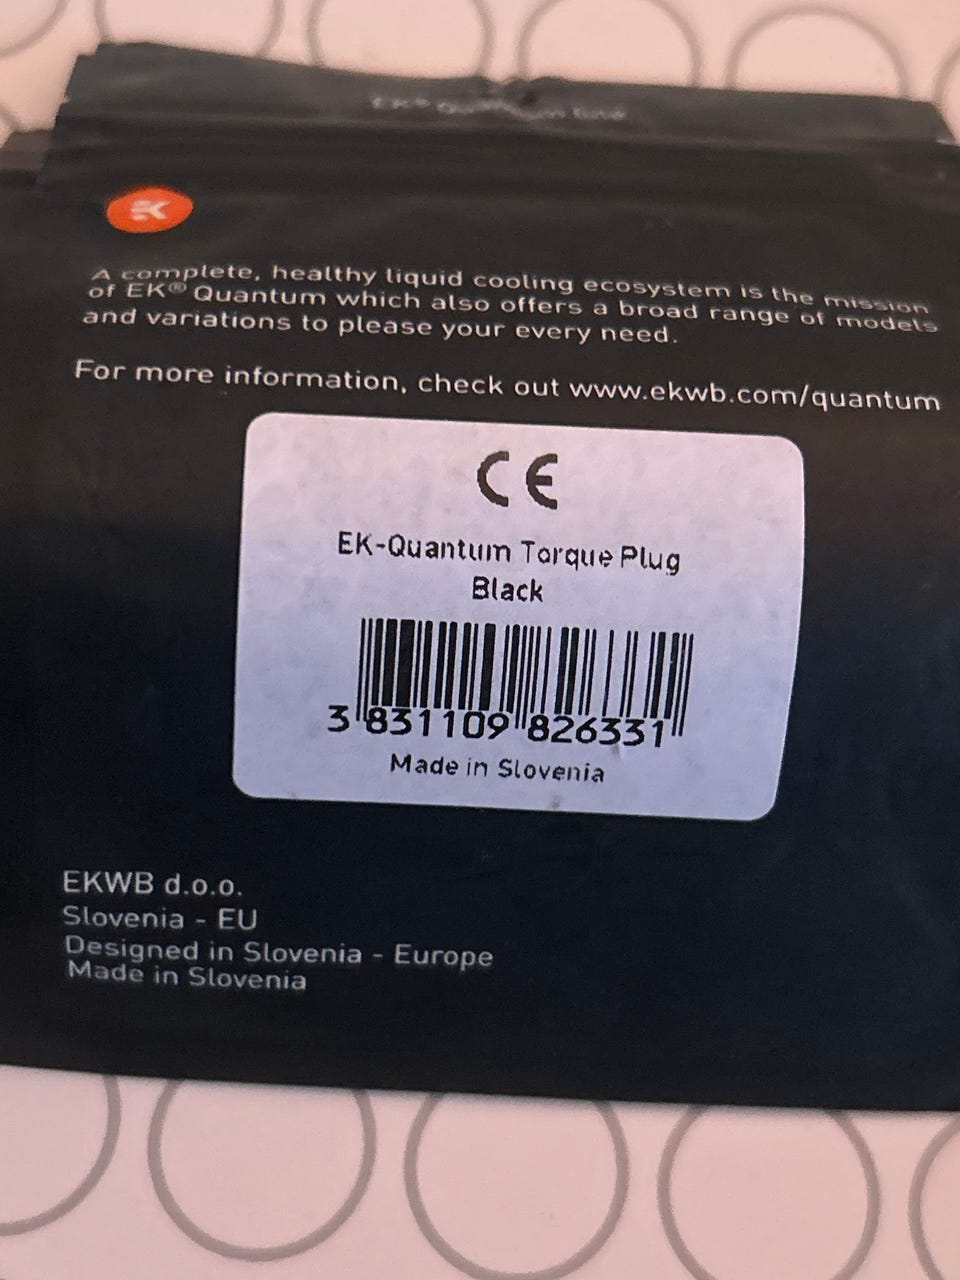 EK
A complete, healthy liquid cooling ecosystem is the mission
of EK® Quantum which also offers a broad range of models
and variations to please your every need.
For more information, check out www.ekwb.com/quantum
CE
EK-Quantum Torque Plug
Black
3 831109 826331
Made in Slovenia
EKWB d.o.o.
Slovenia - EU
Designed in Slovenia - Europe
Made in Slovenia